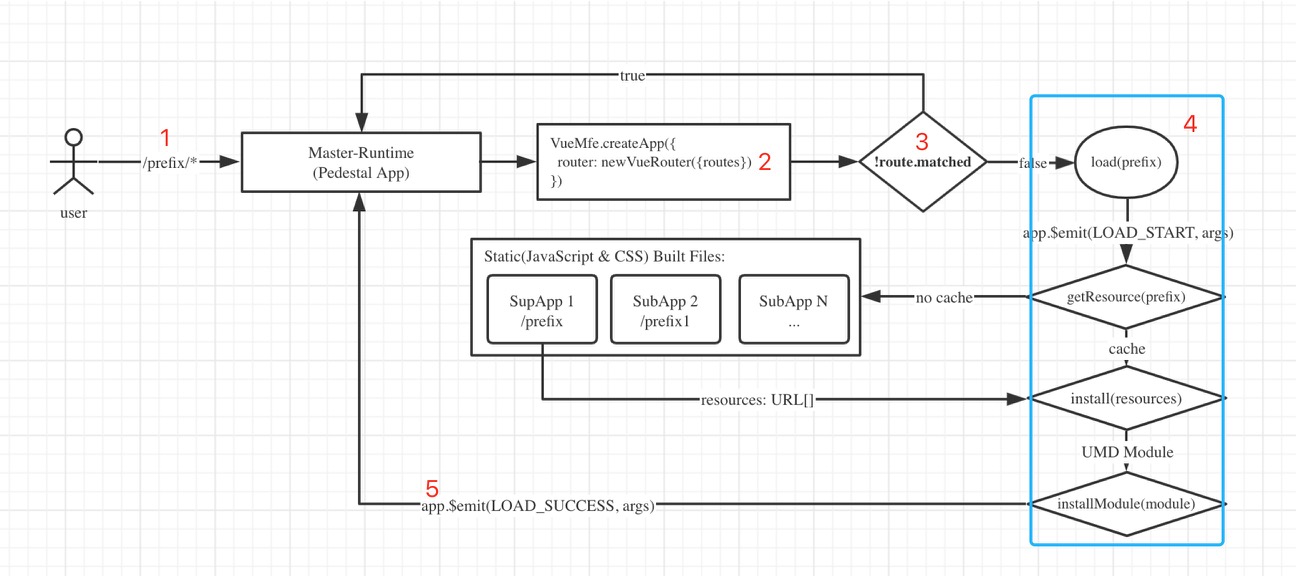 true
1
/prefix/*
user
Master-Runtime
(Pedestal App)
VueMfe.createApp({
router: newVueRouter({routes})
})
2
3
!route.matched
false
4
load(prefix)
app.$emit(LOAD_START, args)
Static(JavaScript & CSS) Built Files:
SupApp 1
/prefix
SubApp 2
/prefix1
SubApp N
...
no cache
getResource(prefix)
cache
resources: URL[]
install(resources)
UMD Module
5
app.$emit(LOAD_SUCCESS, args)
installModule(module)